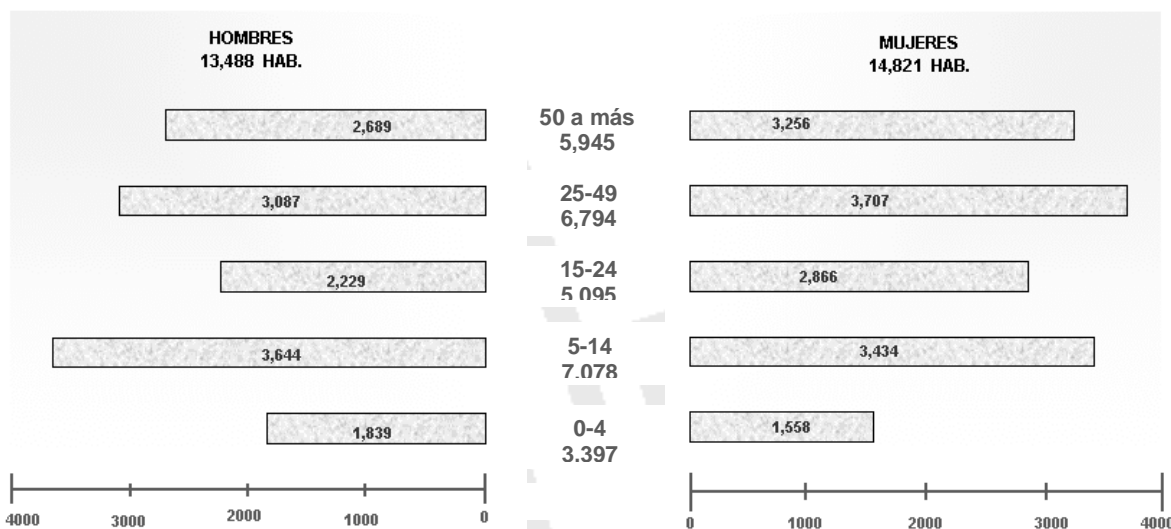 HOMBRES
13,488 HAB.
MUJERES
14,821 HAB.
2,689
50 a más
5,945
3,256
3,087
25-49
6,794
3,707
2,229
15-24
5,095
2,866
3,644
5-14
7.078
3,434
1,839
0-4
3.397
1,558
4000 3000 2000 1000 0
0 1000 2000 3000 4000